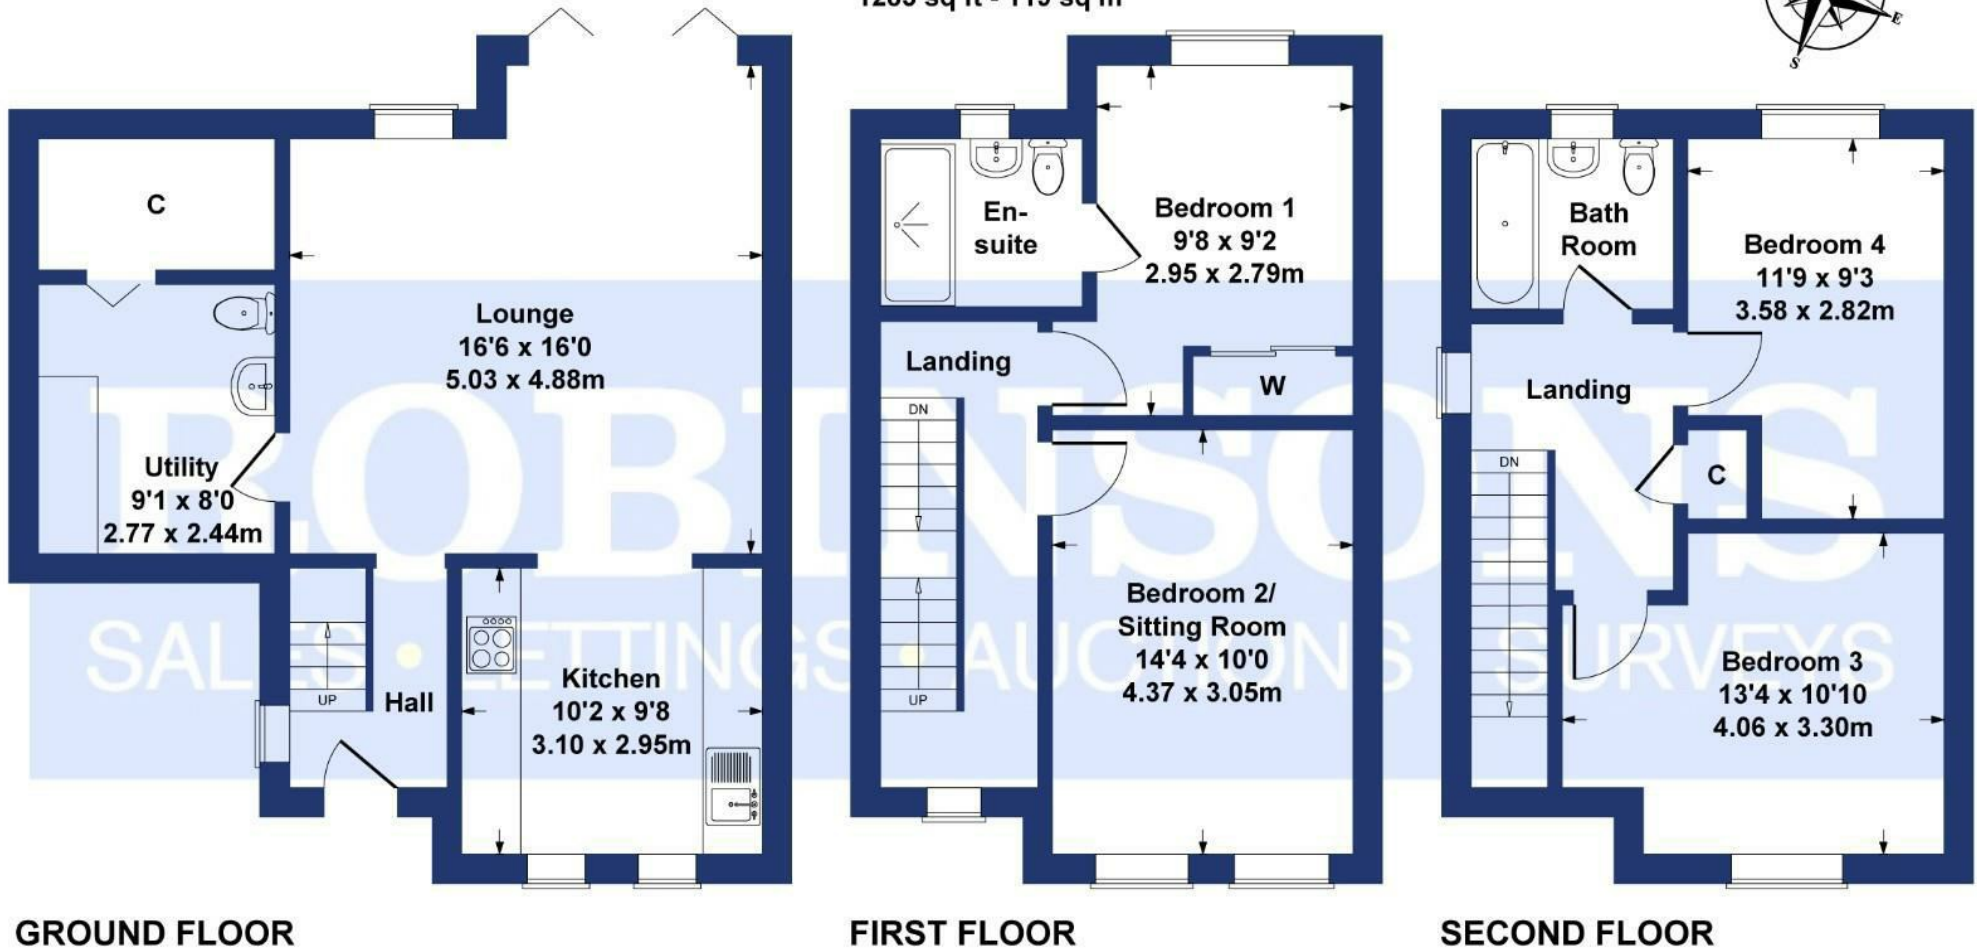 E
S
C
Lounge
16'6 x 16'0
5.03 x 4.88m
Utility
9'1 x 8'0
2.77 x 2.44m
UP
Hall
Kitchen
10'2 x 9'8
3.10 x 2.95m
GROUND FLOOR
En-
suite
Bedroom 1
9'8 x 9'2
2.95 x 2.79m
Landing
W
DN
Bedroom 2/
Sitting Room
14'4 x 10'0
4.37 x 3.05m
UP
FIRST FLOOR
Bath
Room
Bedroom 4
11'9 x 9'3
3.58 x 2.82m
Landing
DN
C
Bedroom 3
13'4 x 10'10
4.06 x 3.30m
SECOND FLOOR
ROBINSONS
SALES • LETTINGS • AUCTIONS • SURVEYS